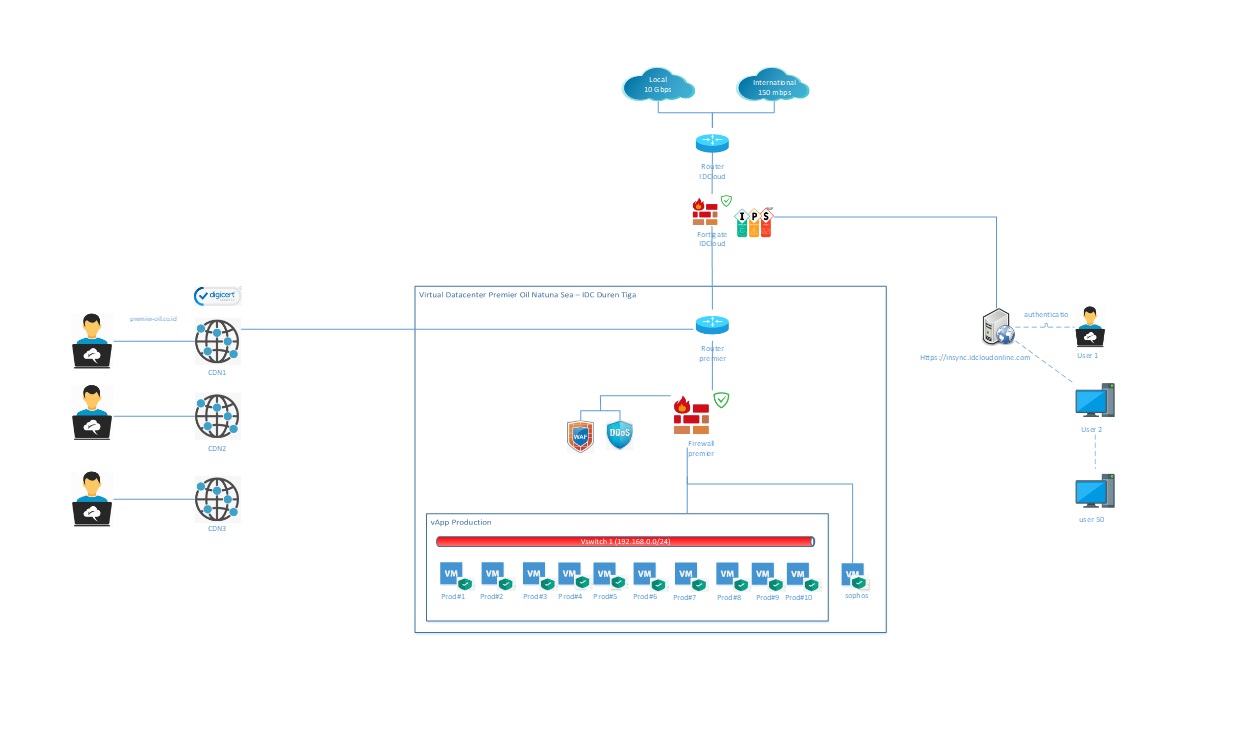 Local
10 Gbps
International
150 mbps
Router
IDCloud
Fortigate
IDCloud
I P S
digicert
premier-oil.co.id
CDN1
CDN2
CDN3
Virtual Datacenter Premier Oil Natuna Sea – IDC Duren Tiga
Router
premier
WAF
DDoS
Firewall
premier
vApp Production
Vswitch 1 (192.168.0.0/24)
VM VM VM VM VM VM VM VM VM VM VM
Prod#1 Prod#2 Prod#3 Prod#4 Prod#5 Prod#6 Prod#7 Prod#8 Prod#9 Prod#10 sophos
authenticatio
n
Https://insync.idcloudonline.com
User 1
User 2
user 50